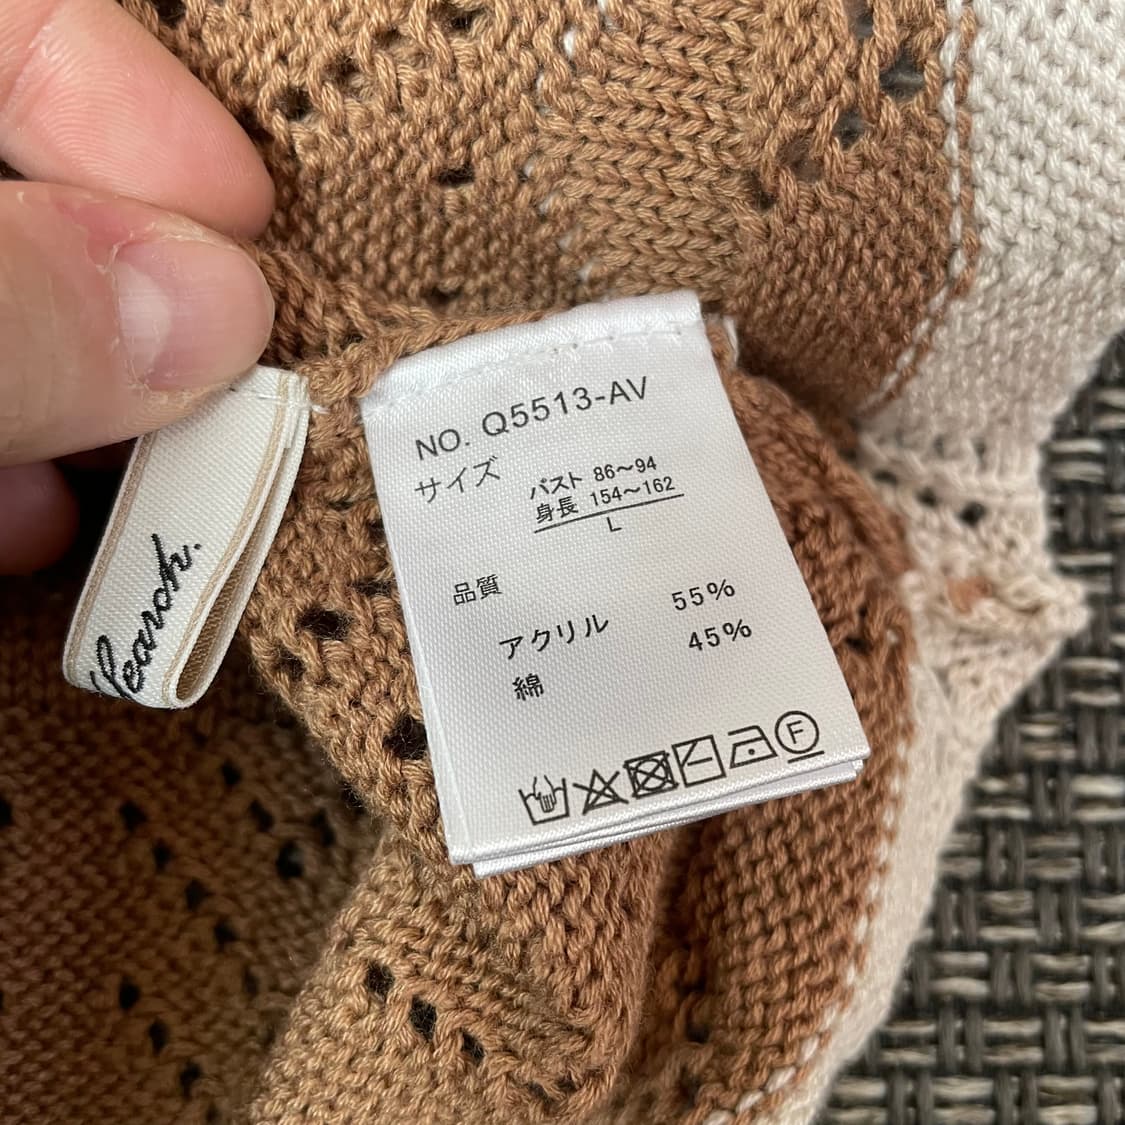 Search.
NO. Q5513-AV
サイズ
バスト 86～94
身長 154～162
L
品質
アクリル 55%
綿 45%
F